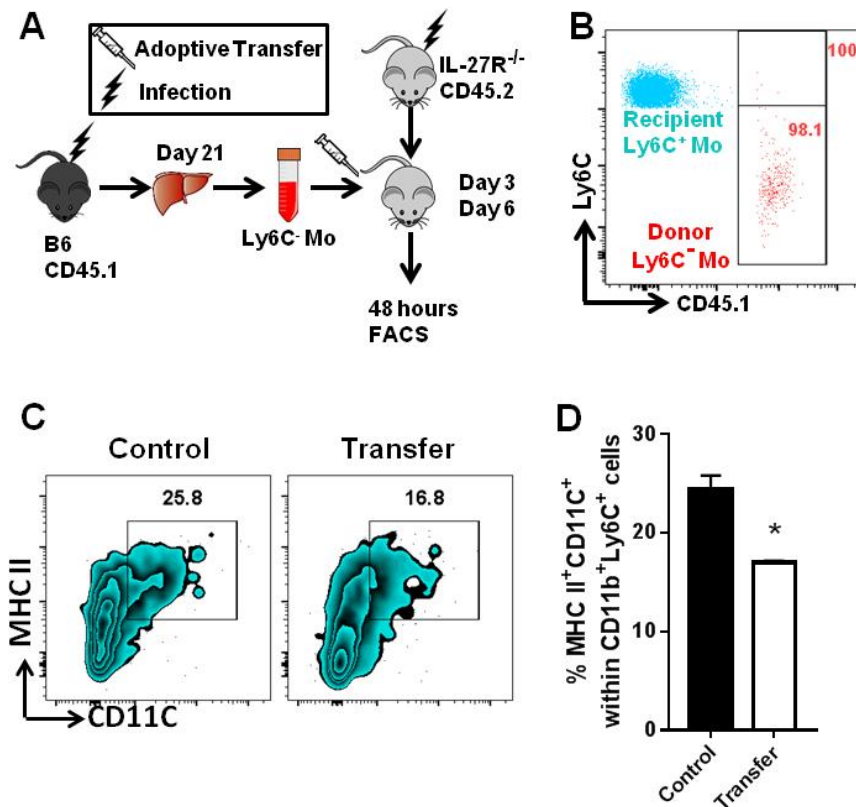 A
Adoptive Transfer
Infection
IL-27R-/-
CD45.2
Day 21
Ly6C- Mo
B6
CD45.1
Day 3
Day 6
48 hours
FACS
B
100
98.1
Recipient
Ly6C+ Mo
Donor
Ly6C- Mo
Ly6C
CD45.1
C
Control
Transfer
25.8
16.8
MHC II
CD11C
D
% MHC II+CD11C+
within CD11b+Ly6C+ cells
30
20
10
0
*
Control
Transfer